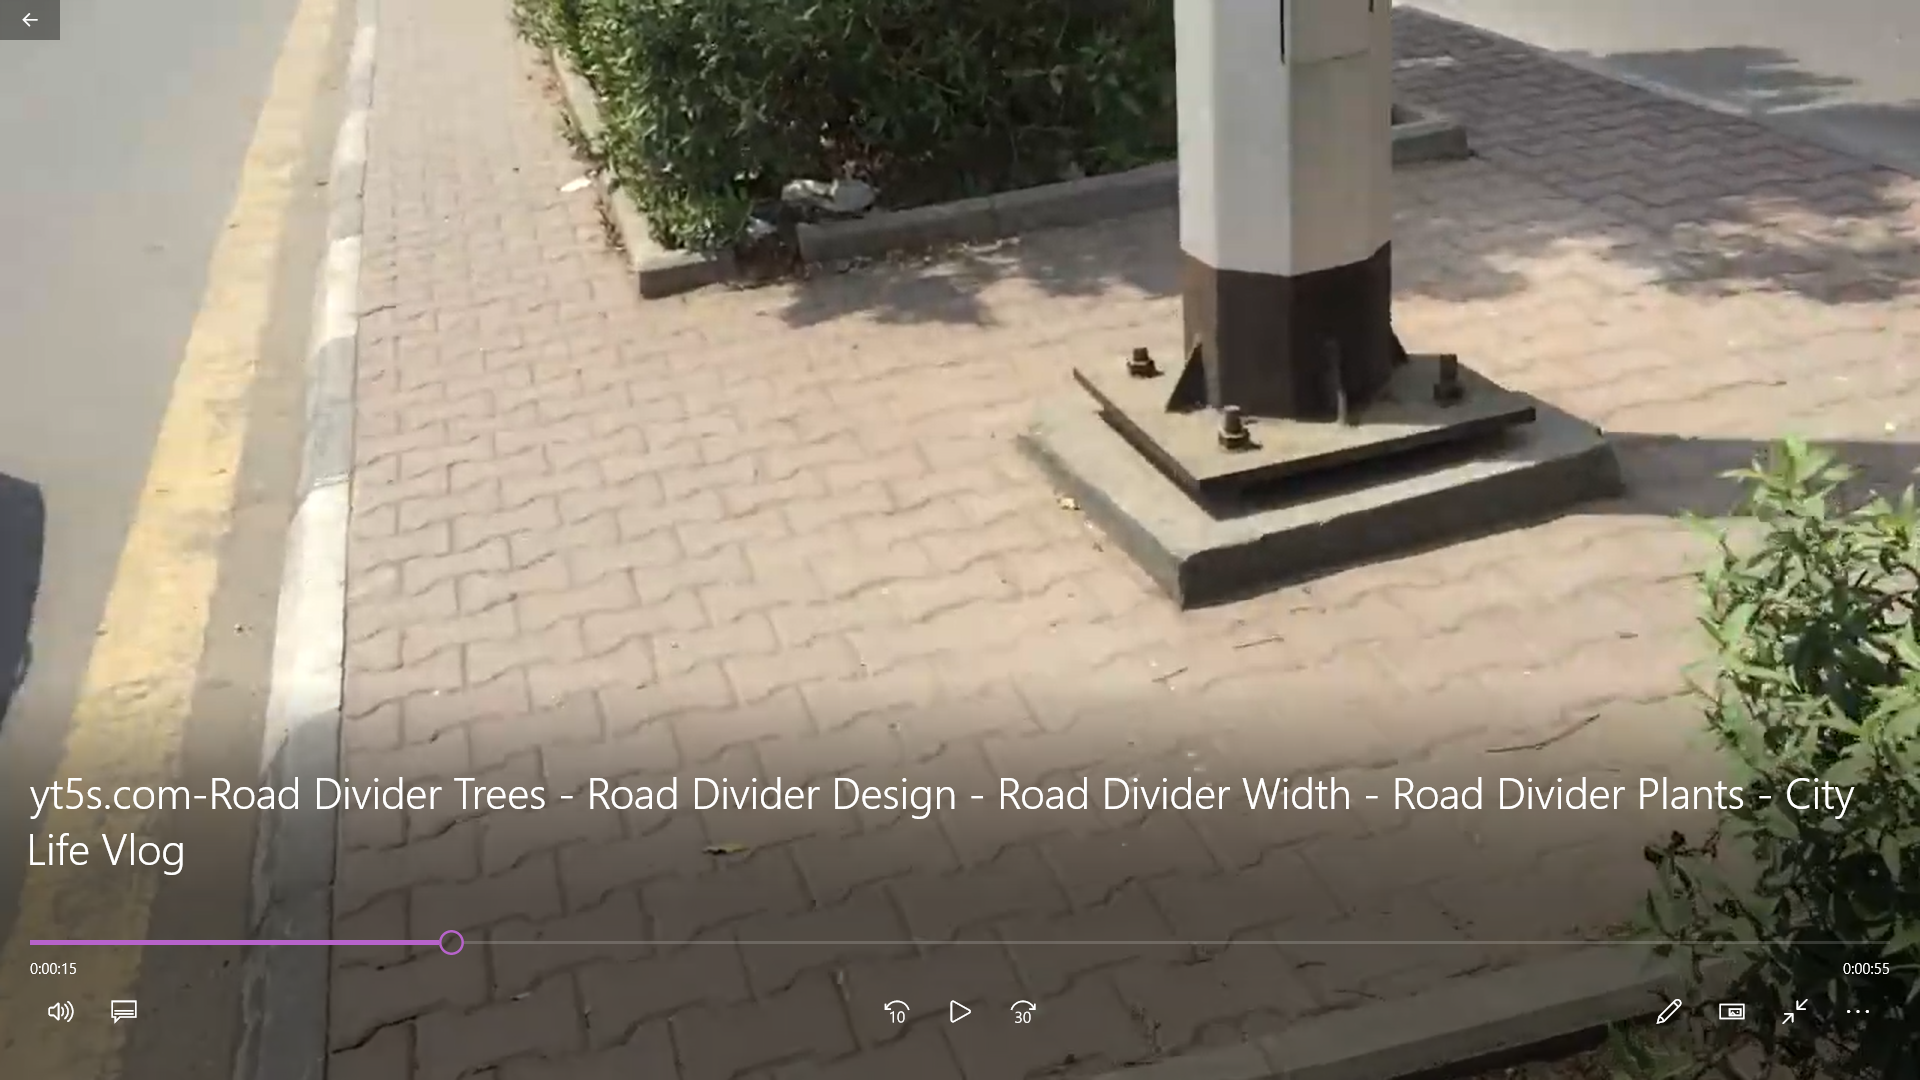 yt5s.com-Road Divider Trees - Road Divider Design - Road Divider Width - Road Divider Plants - City
Life Vlog
0:00:15
0:00:55
10
30